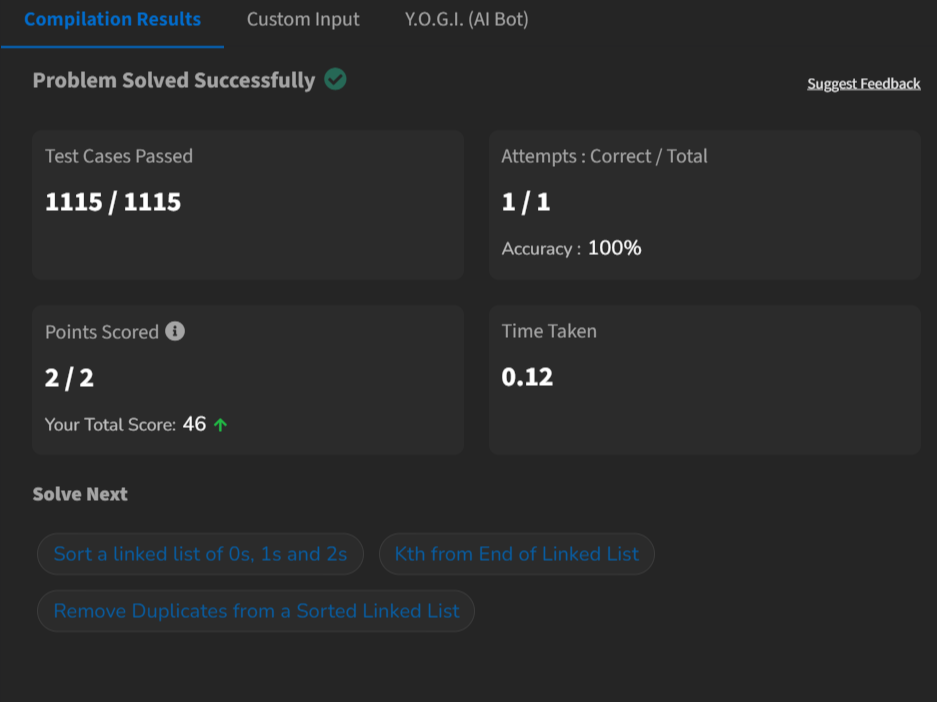 Compilation Results Custom Input Y.O.G.I. (AI Bot)
Problem Solved Successfully
Suggest Feedback
Test Cases Passed
1115 / 1115
Attempts : Correct / Total
1 / 1
Accuracy : 100%
Points Scored
2 / 2
Your Total Score: 46
Time Taken
0.12
Solve Next
Sort a linked list of 0s, 1s and 2s Kth from End of Linked List
Remove Duplicates from a Sorted Linked List